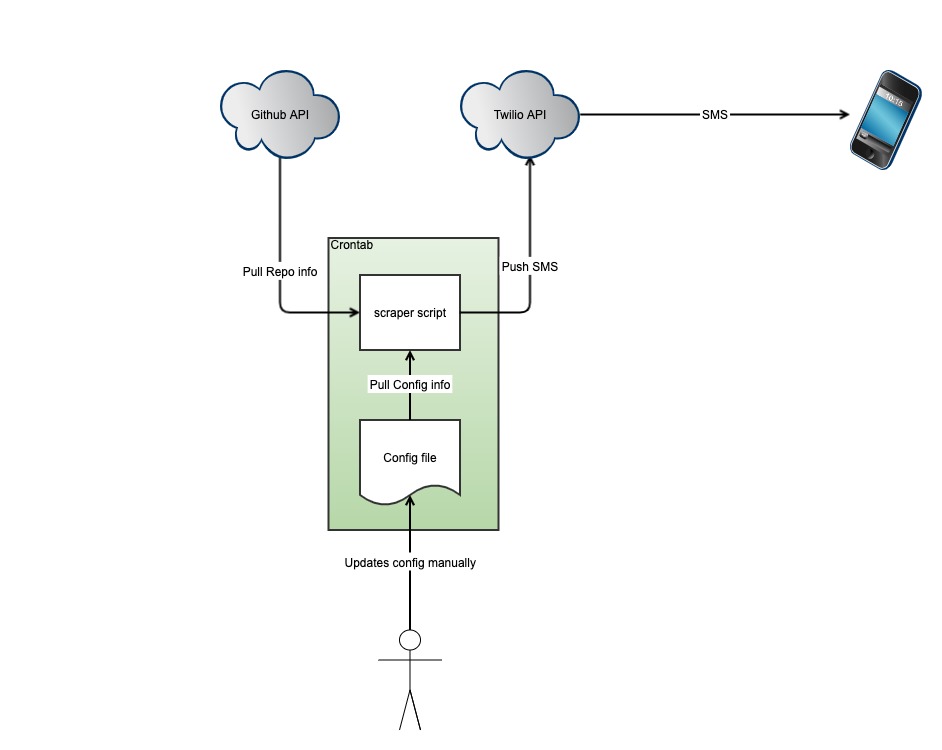 Github API
Twilio API
SMS
10:15
Crontab
Pull Repo info
Push SMS
scraper script
Pull Config info
Config file
Updates config manually